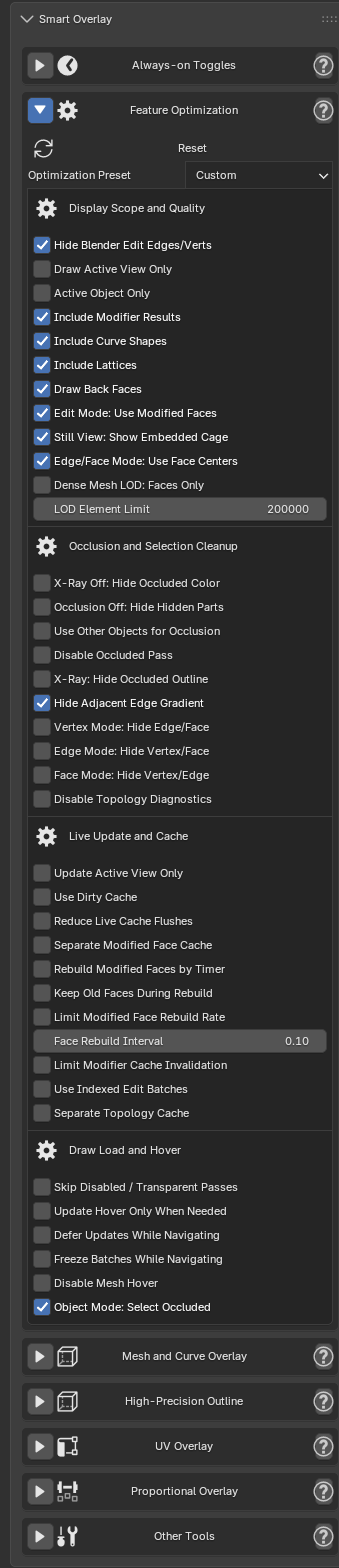 Smart Overlay
Always-on Toggles ?
Feature Optimization ?
Reset
Optimization Preset Custom
Display Scope and Quality
Hide Blender Edit Edges/Verts
Draw Active View Only
Active Object Only
Include Modifier Results
Include Curve Shapes
Include Lattices
Draw Back Faces
Edit Mode: Use Modified Faces
Still View: Show Embedded Cage
Edge/Face Mode: Use Face Centers
Dense Mesh LOD: Faces Only
LOD Element Limit 200000
Occlusion and Selection Cleanup
X-Ray Off: Hide Occluded Color
Occlusion Off: Hide Hidden Parts
Use Other Objects for Occlusion
Disable Occluded Pass
X-Ray: Hide Occluded Outline
Hide Adjacent Edge Gradient
Vertex Mode: Hide Edge/Face
Edge Mode: Hide Vertex/Face
Face Mode: Hide Vertex/Edge
Disable Topology Diagnostics
Live Update and Cache
Update Active View Only
Use Dirty Cache
Reduce Live Cache Flushes
Separate Modified Face Cache
Rebuild Modified Faces by Timer
Keep Old Faces During Rebuild
Limit Modified Face Rebuild Rate
Face Rebuild Interval 0.10
Limit Modifier Cache Invalidation
Use Indexed Edit Batches
Separate Topology Cache
Draw Load and Hover
Skip Disabled / Transparent Passes
Update Hover Only When Needed
Defer Updates While Navigating
Freeze Batches While Navigating
Disable Mesh Hover
Object Mode: Select Occluded
Mesh and Curve Overlay ?
High-Precision Outline ?
UV Overlay ?
Proportional Overlay ?
Other Tools ?